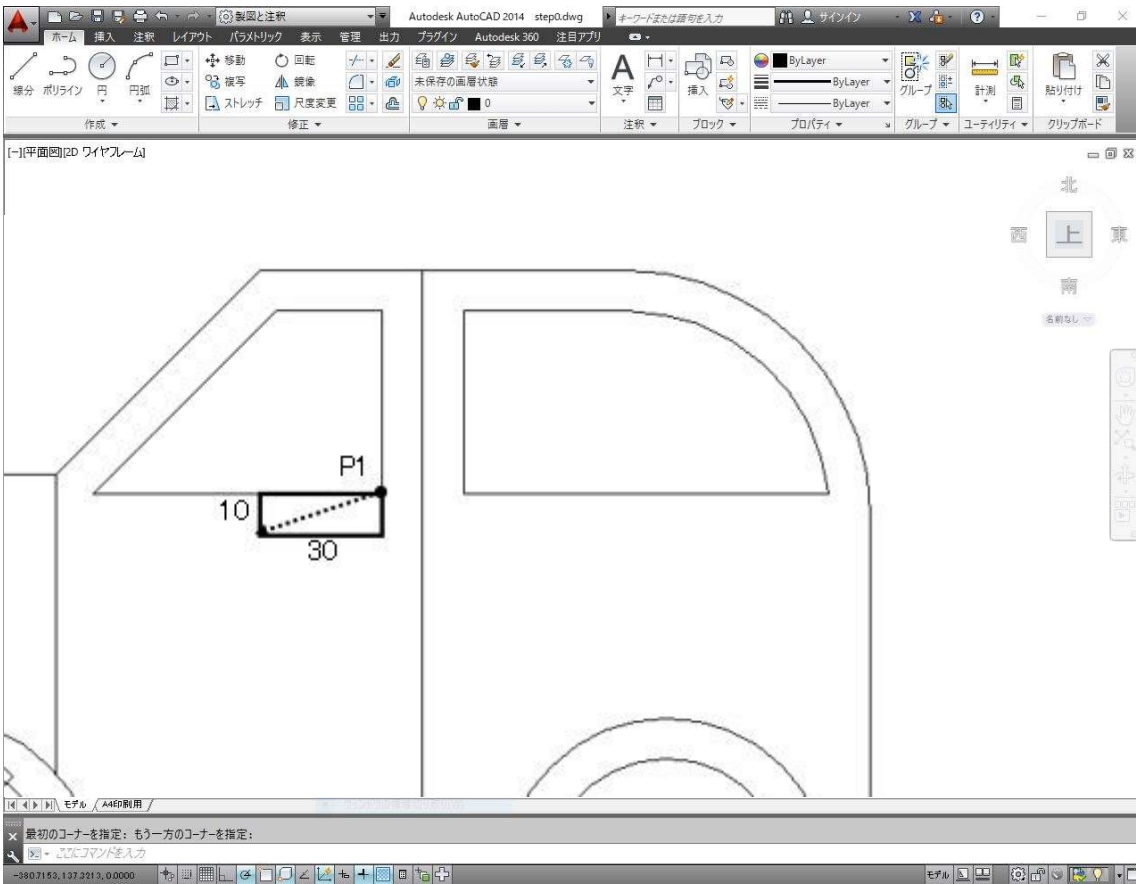 製図と注釈 Autodesk AutoCAD 2014 step0.dwg キーワードまたは語句を入力 サインイン
ホーム 挿入 注釈 レイアウト パラメトリック 表示 管理 出力 プラグイン Autodesk 360 注目アプリ
線分 ポリライン 円 円弧
移動 回転
複写 鏡像
ストレッチ 尺度変更
未保存の画層状態
0
文字
挿入
ByLayer
ByLayer
ByLayer
グループ
計測
貼り付け
作成 修正 画層 注釈 ブロック プロパティ グループ ユーティリティ クリップボード
[-][平面図][2D ワイヤフレーム]
北
西 上 東
南
名前なし
P1
10
30
モデル A4印刷用
最初のコーナーを指定: もう一方のコーナーを指定:
ここにコマンドを入力
-380.7153, 137.3213, 0.0000 モデル